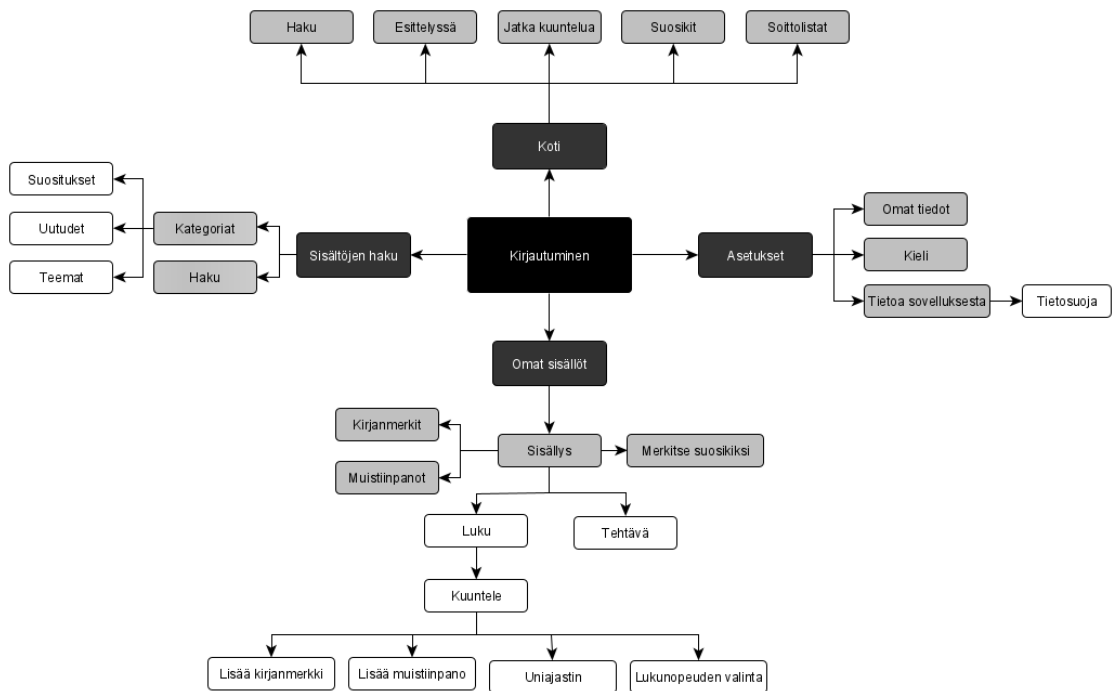 Haku
Esittelyssä
Jatka kuuntelua
Suosikit
Soittolistat
Koti
Suositukset
Uutudet
Teemat
Kategoriat
Haku
Sisältöjen haku
Kirjautuminen
Asetukset
Omat tiedot
Kieli
Tietoa sovelluksesta
Tietosuoja
Omat sisällöt
Kirjanmerkit
Muistiinpanot
Sisällys
Merkitse suosikiksi
Luku
Tehtävä
Kuuntele
Lisää kirjanmerkki
Lisää muistiinpano
Uniajastin
Lukunopeuden valinta